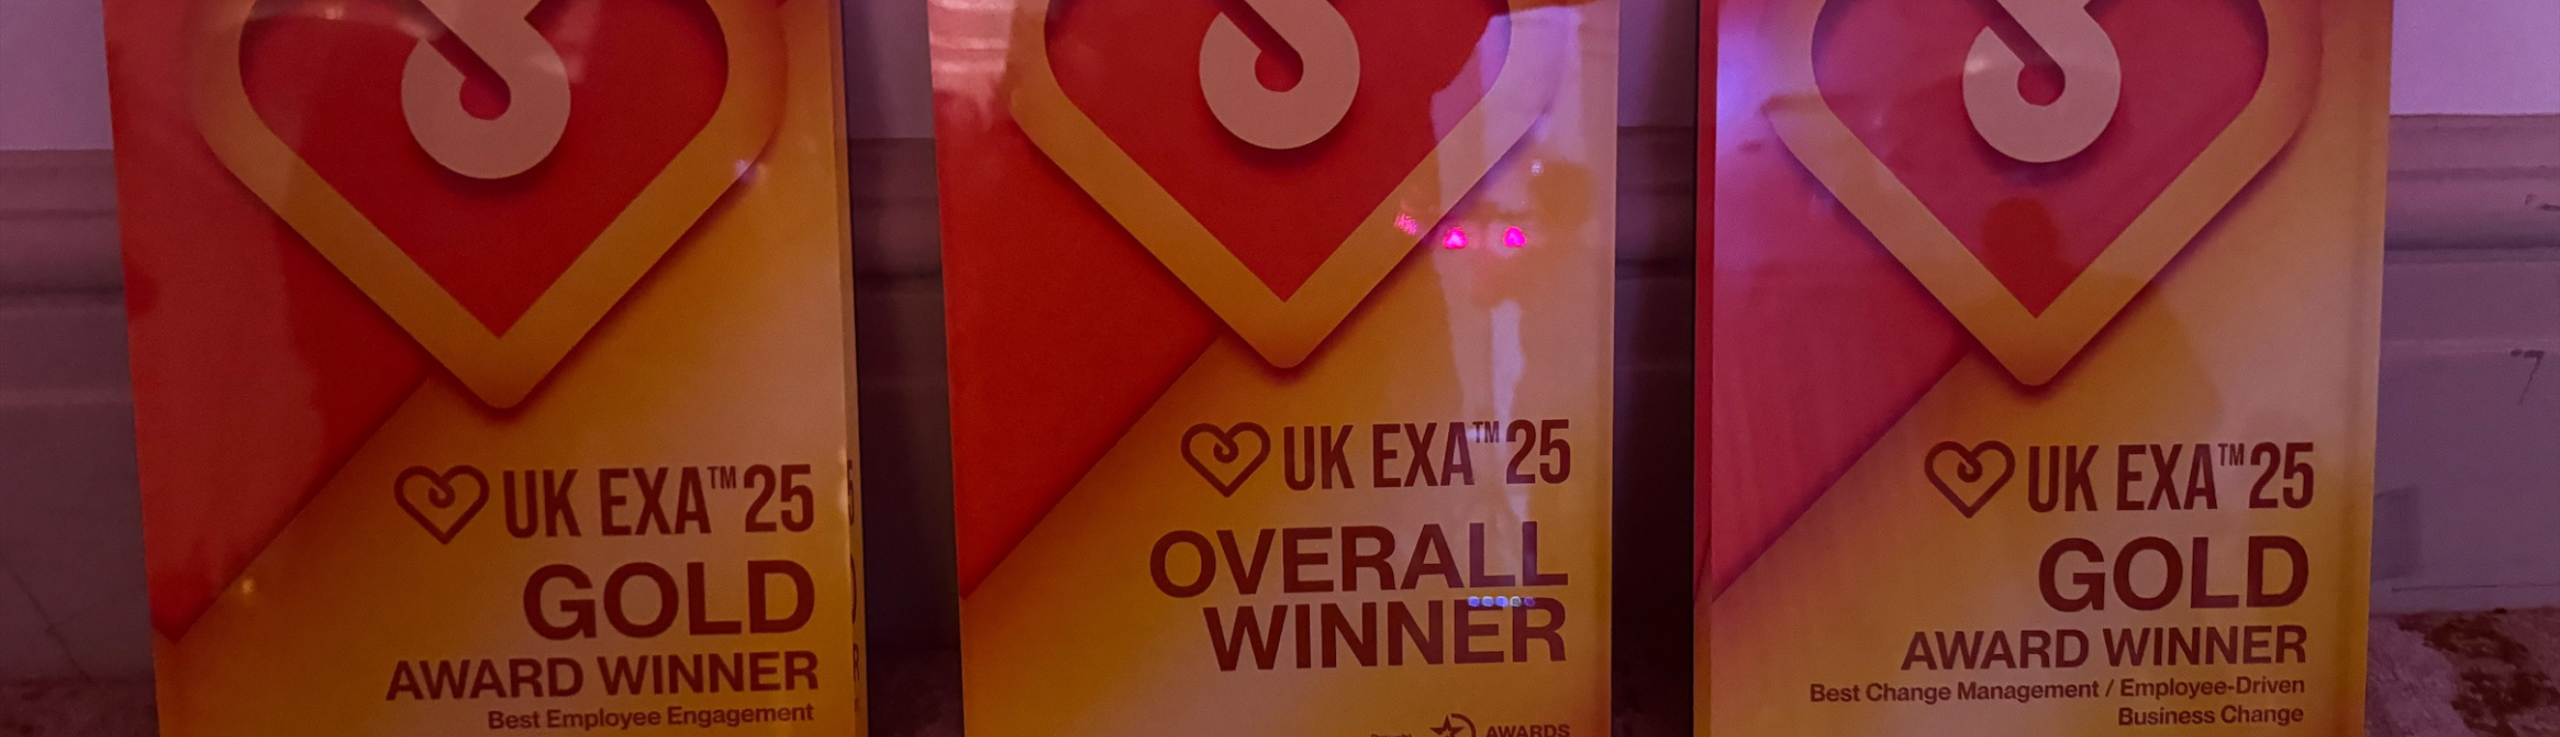 UK EXA™25
GOLD
AWARD WINNER
Best Employee Engagement
UK EXA™25
OVERALL
WINNER
AWARDS
UK EXA™25
GOLD
AWARD WINNER
Best Change Management / Employee-Driven
Business Change